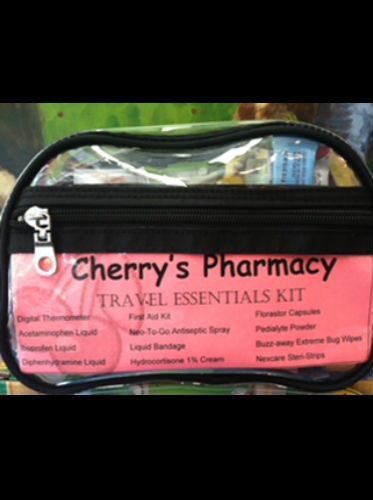 Cherry's Pharmacy
TRAVEL ESSENTIALS KIT
Digital Thermometer
Acetaminophen Liquid
Ibuprofen Liquid
Diphenhydramine Liquid
First Aid Kit
Neo-To-Go Antiseptic Spray
Liquid Bandage
Hydrocortisone 1% Cream
Florastor Capsules
Pedialyte Powder
Buzz-away Extreme Bug Wipes
Nexcare Steri-Strips